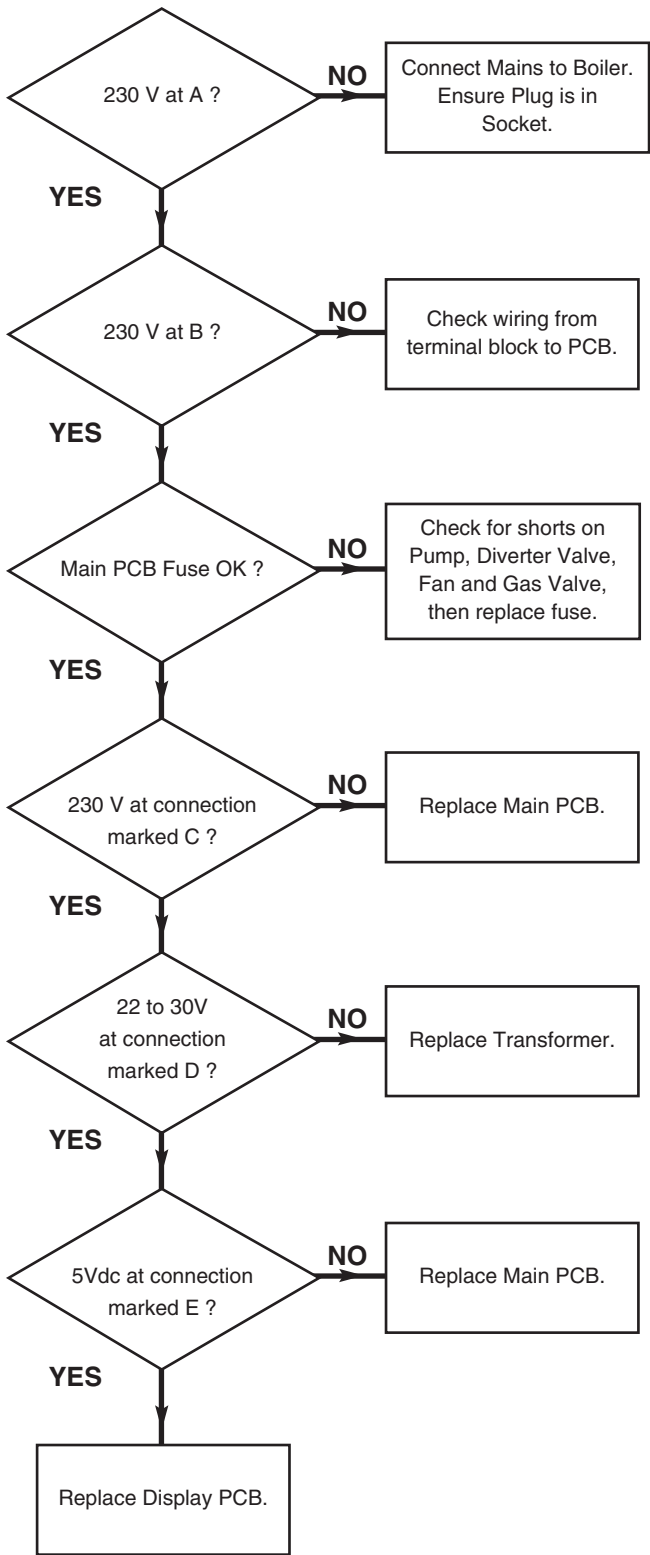 230 V at A ?
NO
Connect Mains to Boiler.
Ensure Plug is in
Socket.
YES
230 V at B ?
NO
Check wiring from
terminal block to PCB.
YES
Main PCB Fuse OK ?
NO
Check for shorts on
Pump, Diverter Valve,
Fan and Gas Valve,
then replace fuse.
YES
230 V at connection
marked C ?
NO
Replace Main PCB.
YES
22 to 30V
at connection
marked D ?
NO
Replace Transformer.
YES
5Vdc at connection
marked E ?
NO
Replace Main PCB.
YES
Replace Display PCB.